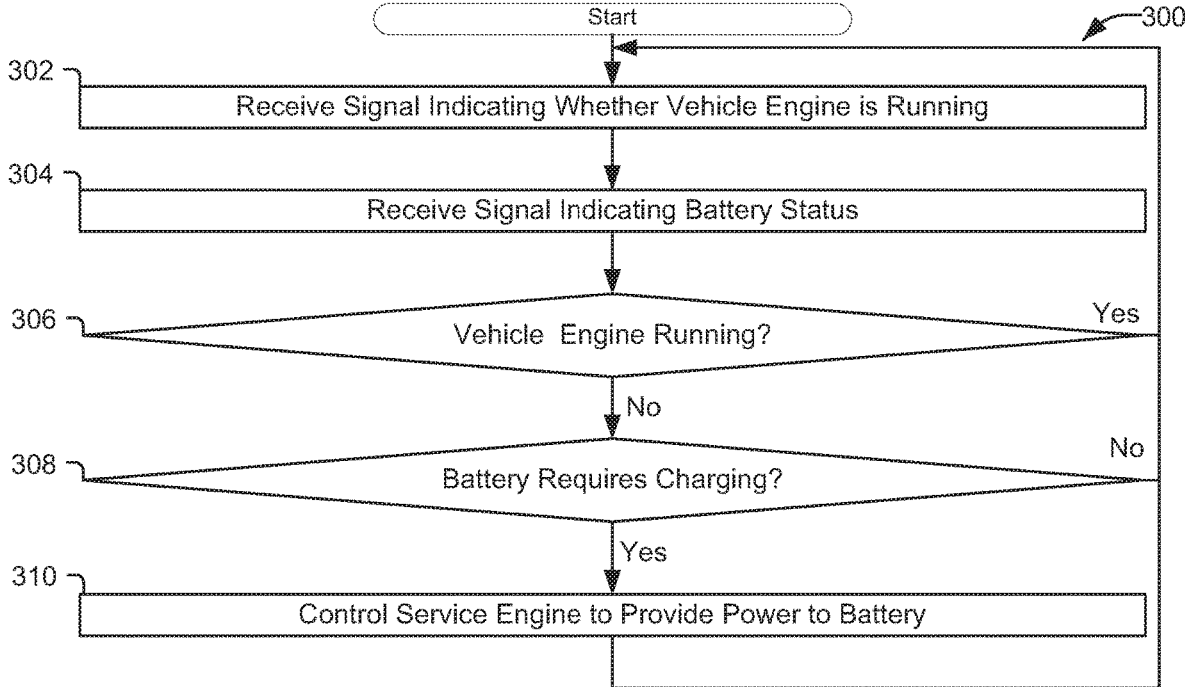 Start
300
302
Receive Signal Indicating Whether Vehicle Engine is Running
304
Receive Signal Indicating Battery Status
306
Vehicle Engine Running?
Yes
No
308
Battery Requires Charging?
No
Yes
310
Control Service Engine to Provide Power to Battery